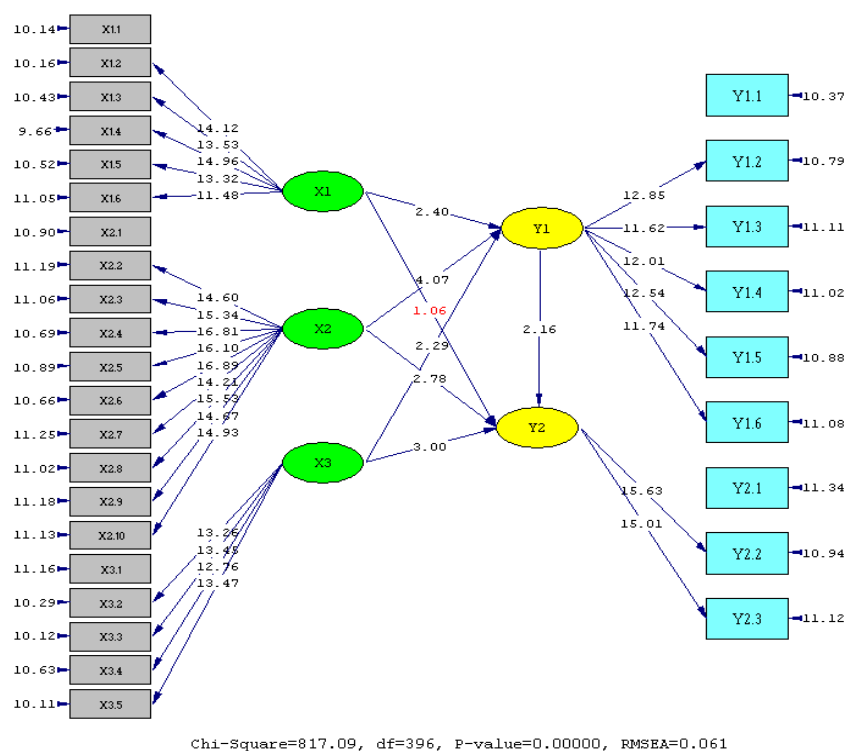 10.14 X1.1
10.16 X1.2
10.43 X1.3
9.66 X1.4
10.52 X1.5
11.05 X1.6
10.90 X2.1
11.19 X2.2
11.06 X2.3
10.69 X2.4
10.89 X2.5
10.66 X2.6
11.25 X2.7
11.02 X2.8
11.18 X2.9
11.13 X2.10
11.16 X3.1
10.29 X3.2
10.12 X3.3
10.63 X3.4
10.11 X3.5
14.12
13.53
14.96
13.32
11.48
14.60
15.34
16.81
16.10
16.89
14.21
15.53
14.67
14.93
13.26
13.45
12.76
13.47
X1
X2
X3
2.40
4.07
1.06
2.29
2.78
3.00
Y1
2.16
Y2
12.85
11.62
12.01
12.54
11.74
15.63
15.01
Y1.1 10.37
Y1.2 10.79
Y1.3 11.11
Y1.4 11.02
Y1.5 10.88
Y1.6 11.08
Y2.1 11.34
Y2.2 10.94
Y2.3 11.12
Chi-Square=817.09, df=396, P-value=0.00000, RMSEA=0.061